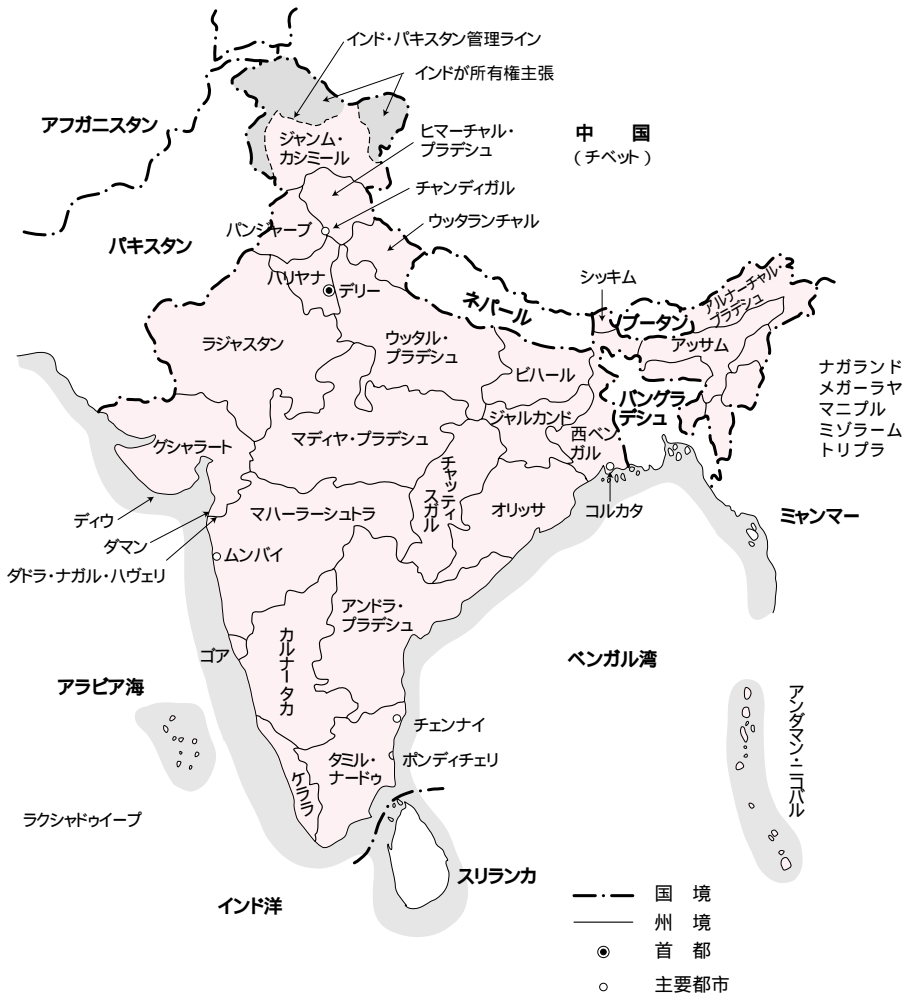 インド・パキスタン管理ライン
インドが所有権主張
アフガニスタン
ジャンム・
カシミール
ヒマーチャル・
プラデシュ
中　国
（チベット）
チャンディガル
パンジャーブ
ウッタランチャル
パキスタン
ハリヤナ
デリー
シッキム
ネパール
ブータン
アルナーチャル・
プラデシュ
ラジャスタン
ウッタル・
プラデシュ
アッサム
ビハール
ナガランド
メガーラヤ
マニプル
ミゾラーム
トリプラ
バングラ
デシュ
ジャルカンド
グシャラート
マディヤ・プラデシュ
西ベン
ガル
チャッティ
スガル
オリッサ
コルカタ
ディウ
マハーラーシュトラ
ミャンマー
ダマン
ムンバイ
ダドラ・ナガル・ハヴェリ
アンドラ・
プラデシュ
カルナータカ
ゴア
ベンガル湾
アラビア海
アンダマン・ニコバル
チェンナイ
タミル・
ナードゥ
ポンディチェリ
ケララ
ラクシャドゥイープ
スリランカ
インド洋
国　境
州　境
首　都
主要都市